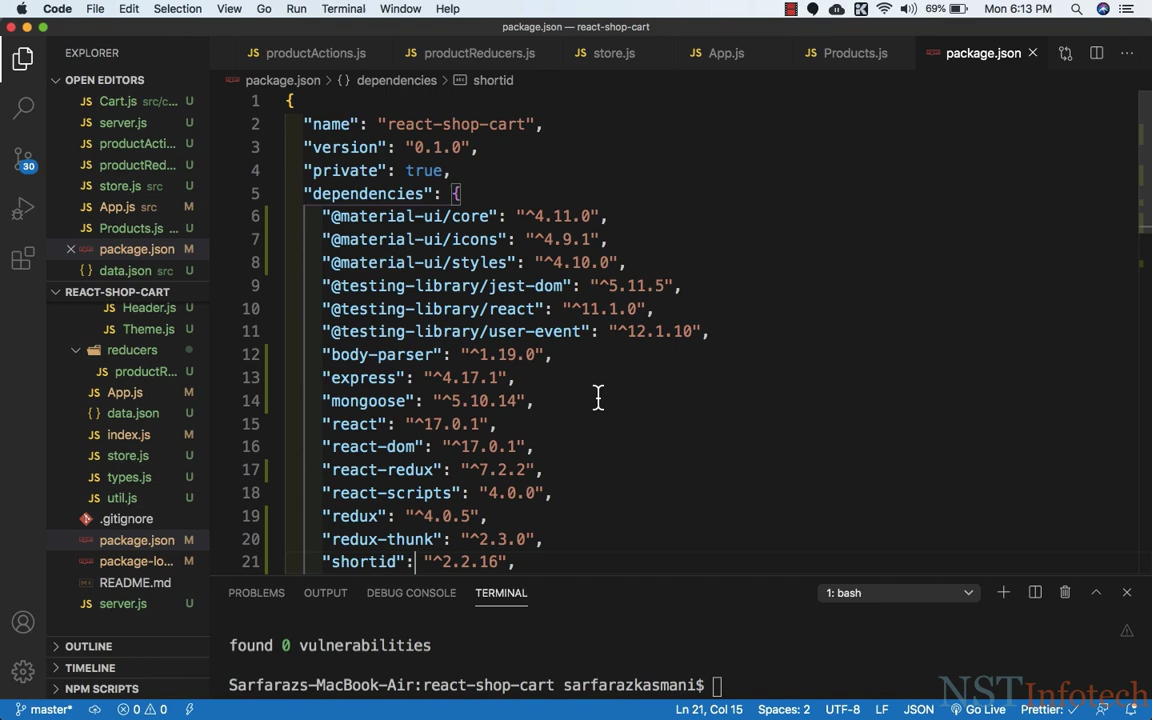 Code File Edit Selection View Go Run Terminal Window Help 69% Mon 6:13 PM
package.json — react-shop-cart
EXPLORER
productActions.js productReducers.js store.js App.js Products.js package.json
OPEN EDITORS
Cart.js src/c... U
server.js U
productActi... U
productRed... U
store.js src U
App.js src M
Products.js ... U
package.json M
data.json src U
REACT-SHOP-CART
Header.js U
Theme.js U
reducers
productR... U
App.js M
data.json U
index.js M
store.js U
types.js U
util.js U
.gitignore
package.json M
package-lo... M
README.md
server.js U
OUTLINE
TIMELINE
NPM SCRIPTS
30
package.json > { } dependencies > shortid
1 {
2 "name": "react-shop-cart",
3 "version": "0.1.0",
4 "private": true,
5 "dependencies": {
6 "@material-ui/core": "^4.11.0",
7 "@material-ui/icons": "^4.9.1",
8 "@material-ui/styles": "^4.10.0",
9 "@testing-library/jest-dom": "^5.11.5",
10 "@testing-library/react": "^11.1.0",
11 "@testing-library/user-event": "^12.1.10",
12 "body-parser": "^1.19.0",
13 "express": "^4.17.1",
14 "mongoose": "^5.10.14",
15 "react": "^17.0.1",
16 "react-dom": "^17.0.1",
17 "react-redux": "^7.2.2",
18 "react-scripts": "4.0.0",
19 "redux": "^4.0.5",
20 "redux-thunk": "^2.3.0",
21 "shortid": "^2.2.16",
PROBLEMS OUTPUT DEBUG CONSOLE TERMINAL 1: bash
found 0 vulnerabilities
Sarfarazs-MacBook-Air:react-shop-cart sarfarazkasmani$
NSTInfotech
master* 0 0 Ln 21, Col 15 Spaces: 2 UTF-8 LF JSON Go Live Prettier: ✓